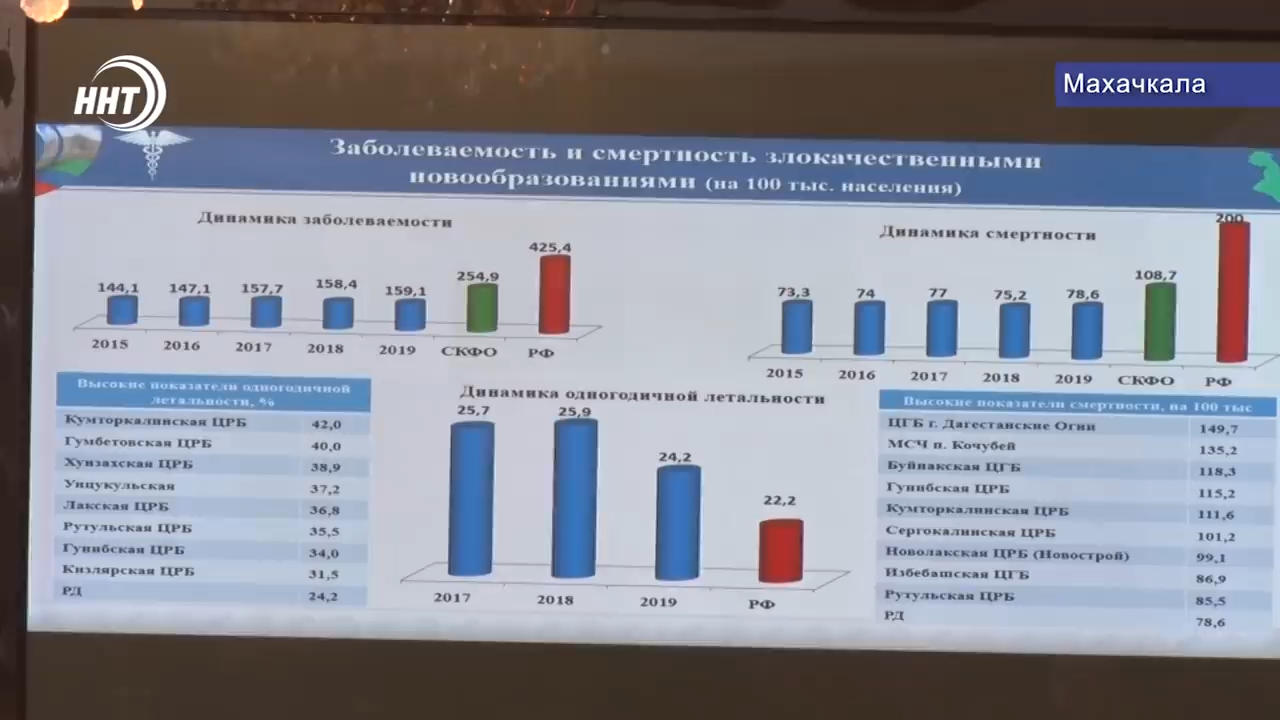 ННТ
Махачкала
Заболеваемость и смертность злокачественными
новообразованиями (на 100 тыс. населения)
Динамика заболеваемости
144,1 147,1 157,7 158,4 159,1 254,9 425,4
2015 2016 2017 2018 2019 СКФО РФ
Динамика смертности
73,3 74 77 75,2 78,6 108,7 200
2015 2016 2017 2018 2019 СКФО РФ
Высокие показатели одногодичной
летальности, %
Кумторкалинская ЦРБ 42,0
Гумбетовская ЦРБ 40,0
Хунзахская ЦРБ 38,9
Унцукульская 37,2
Лакская ЦРБ 36,8
Рутульская ЦРБ 35,5
Гунибская ЦРБ 34,0
Кизлярская ЦРБ 31,5
РД 24,2
Динамика одногодичной летальности
25,7 25,9 24,2 22,2
2017 2018 2019 РФ
Высокие показатели смертности, на 100 тыс
ЦГБ г. Дагестанские Огни 149,7
МСЧ п. Кочубей 135,2
Буйнакская ЦГБ 118,3
Гунибская ЦРБ 115,2
Кумторкалинская ЦРБ 111,6
Сергокалинская ЦРБ 101,2
Новолакская ЦРБ (Новострой) 99,1
Избебашская ЦГБ 86,9
Рутульская ЦРБ 85,5
РД 78,6